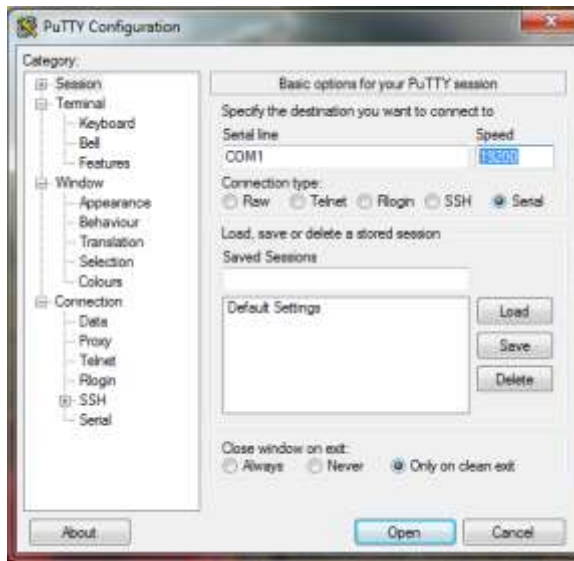 PuTTY Configuration
Category:
Session
Terminal
Keyboard
Bell
Features
Window
Appearance
Behaviour
Translation
Selection
Colours
Connection
Data
Proxy
Telnet
Rlogin
SSH
Serial
Basic options for your PuTTY session
Specify the destination you want to connect to
Serial line Speed
COM1 19200
Connection type:
Raw Telnet Rlogin SSH Serial
Load, save or delete a stored session
Saved Sessions
Default Settings
Load
Save
Delete
Close window on exit:
Always Never Only on clean exit
About Open Cancel